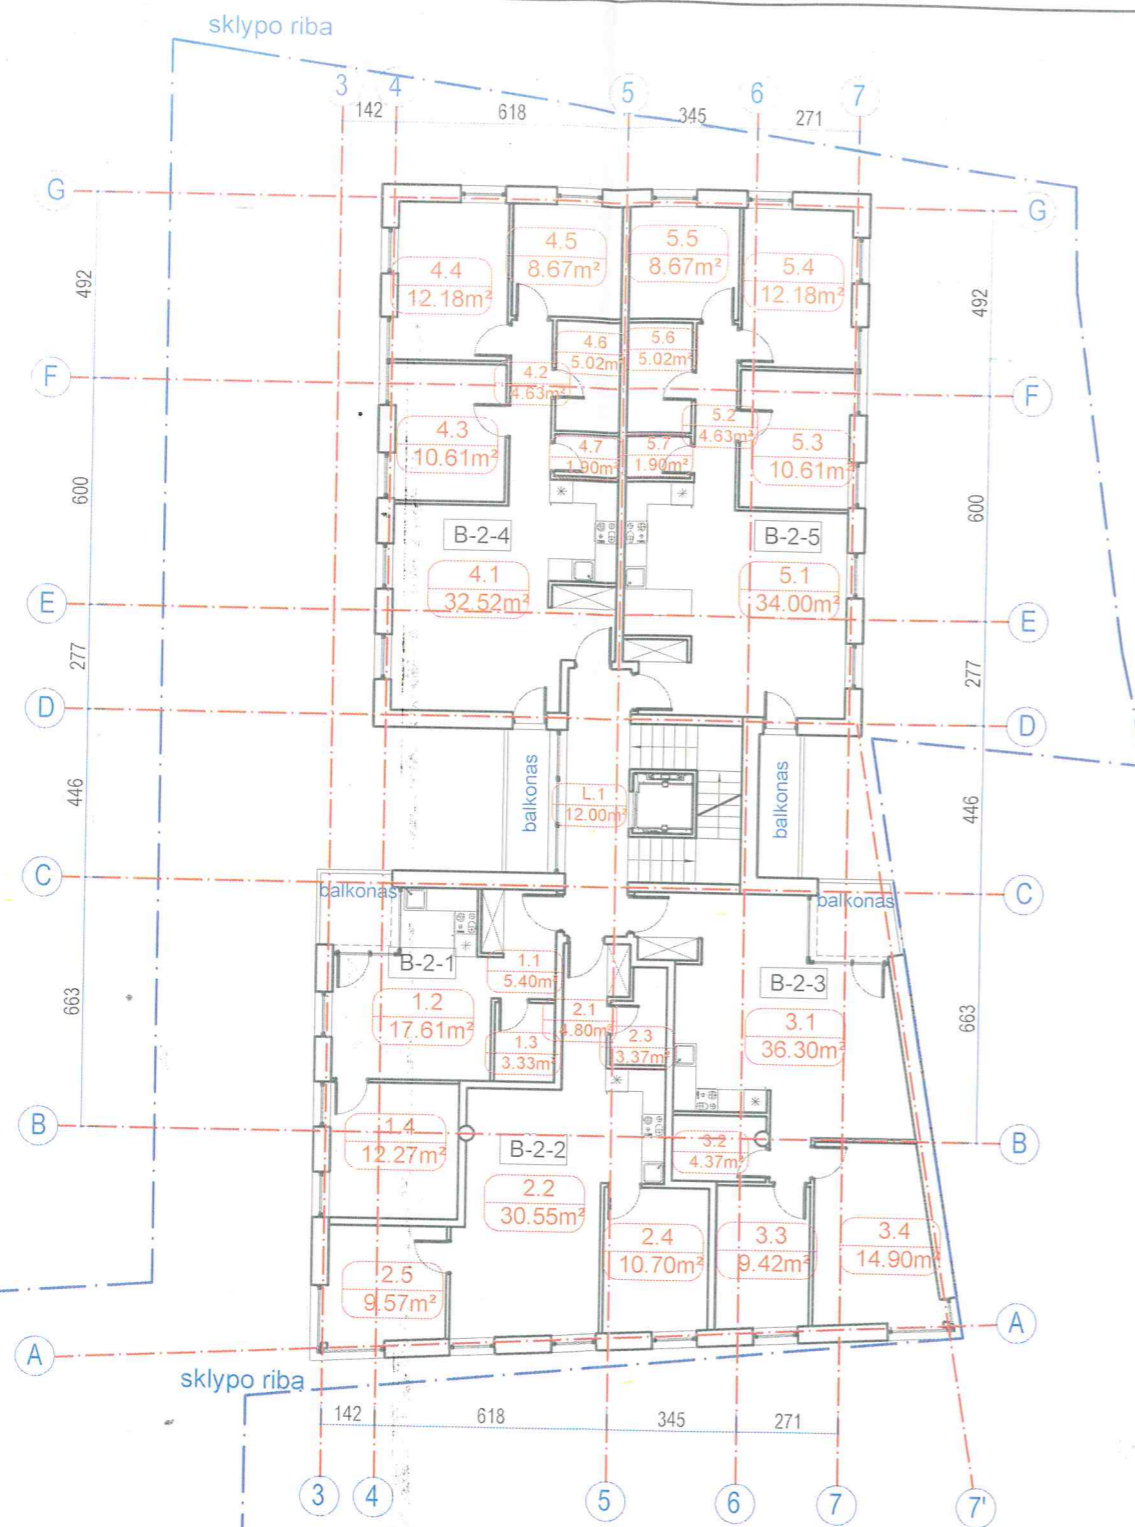 sklypo riba
3 4 5 6 7
142 618 345 271
G G
492 492
4.5
8.67m²
5.5
8.67m²
4.4
12.18m²
5.4
12.18m²
4.6
5.02m²
5.6
5.02m²
F F
4.2
4.63m²
5.2
4.63m²
4.3
10.61m²
4.7
1.90m²
5.7
1.90m²
5.3
10.61m²
600 600
B-2-4
B-2-5
4.1
32.52m²
5.1
34.00m²
E E
277 277
D D
446 446
balkonas
L.1
12.00m²
balkonas
C C
balkonas
balkonas
B-2-1
1.1
5.40m²
B-2-3
1.2
17.61m²
2.1
4.80m²
3.1
36.30m²
663 663
1.3
3.33m²
2.3
3.37m²
B B
1.4
12.27m²
B-2-2
3.2
4.37m²
2.2
30.55m²
2.4
10.70m²
3.3
9.42m²
3.4
14.90m²
2.5
9.57m²
A A
sklypo riba
142 618 345 271
3 4 5 6 7 7'